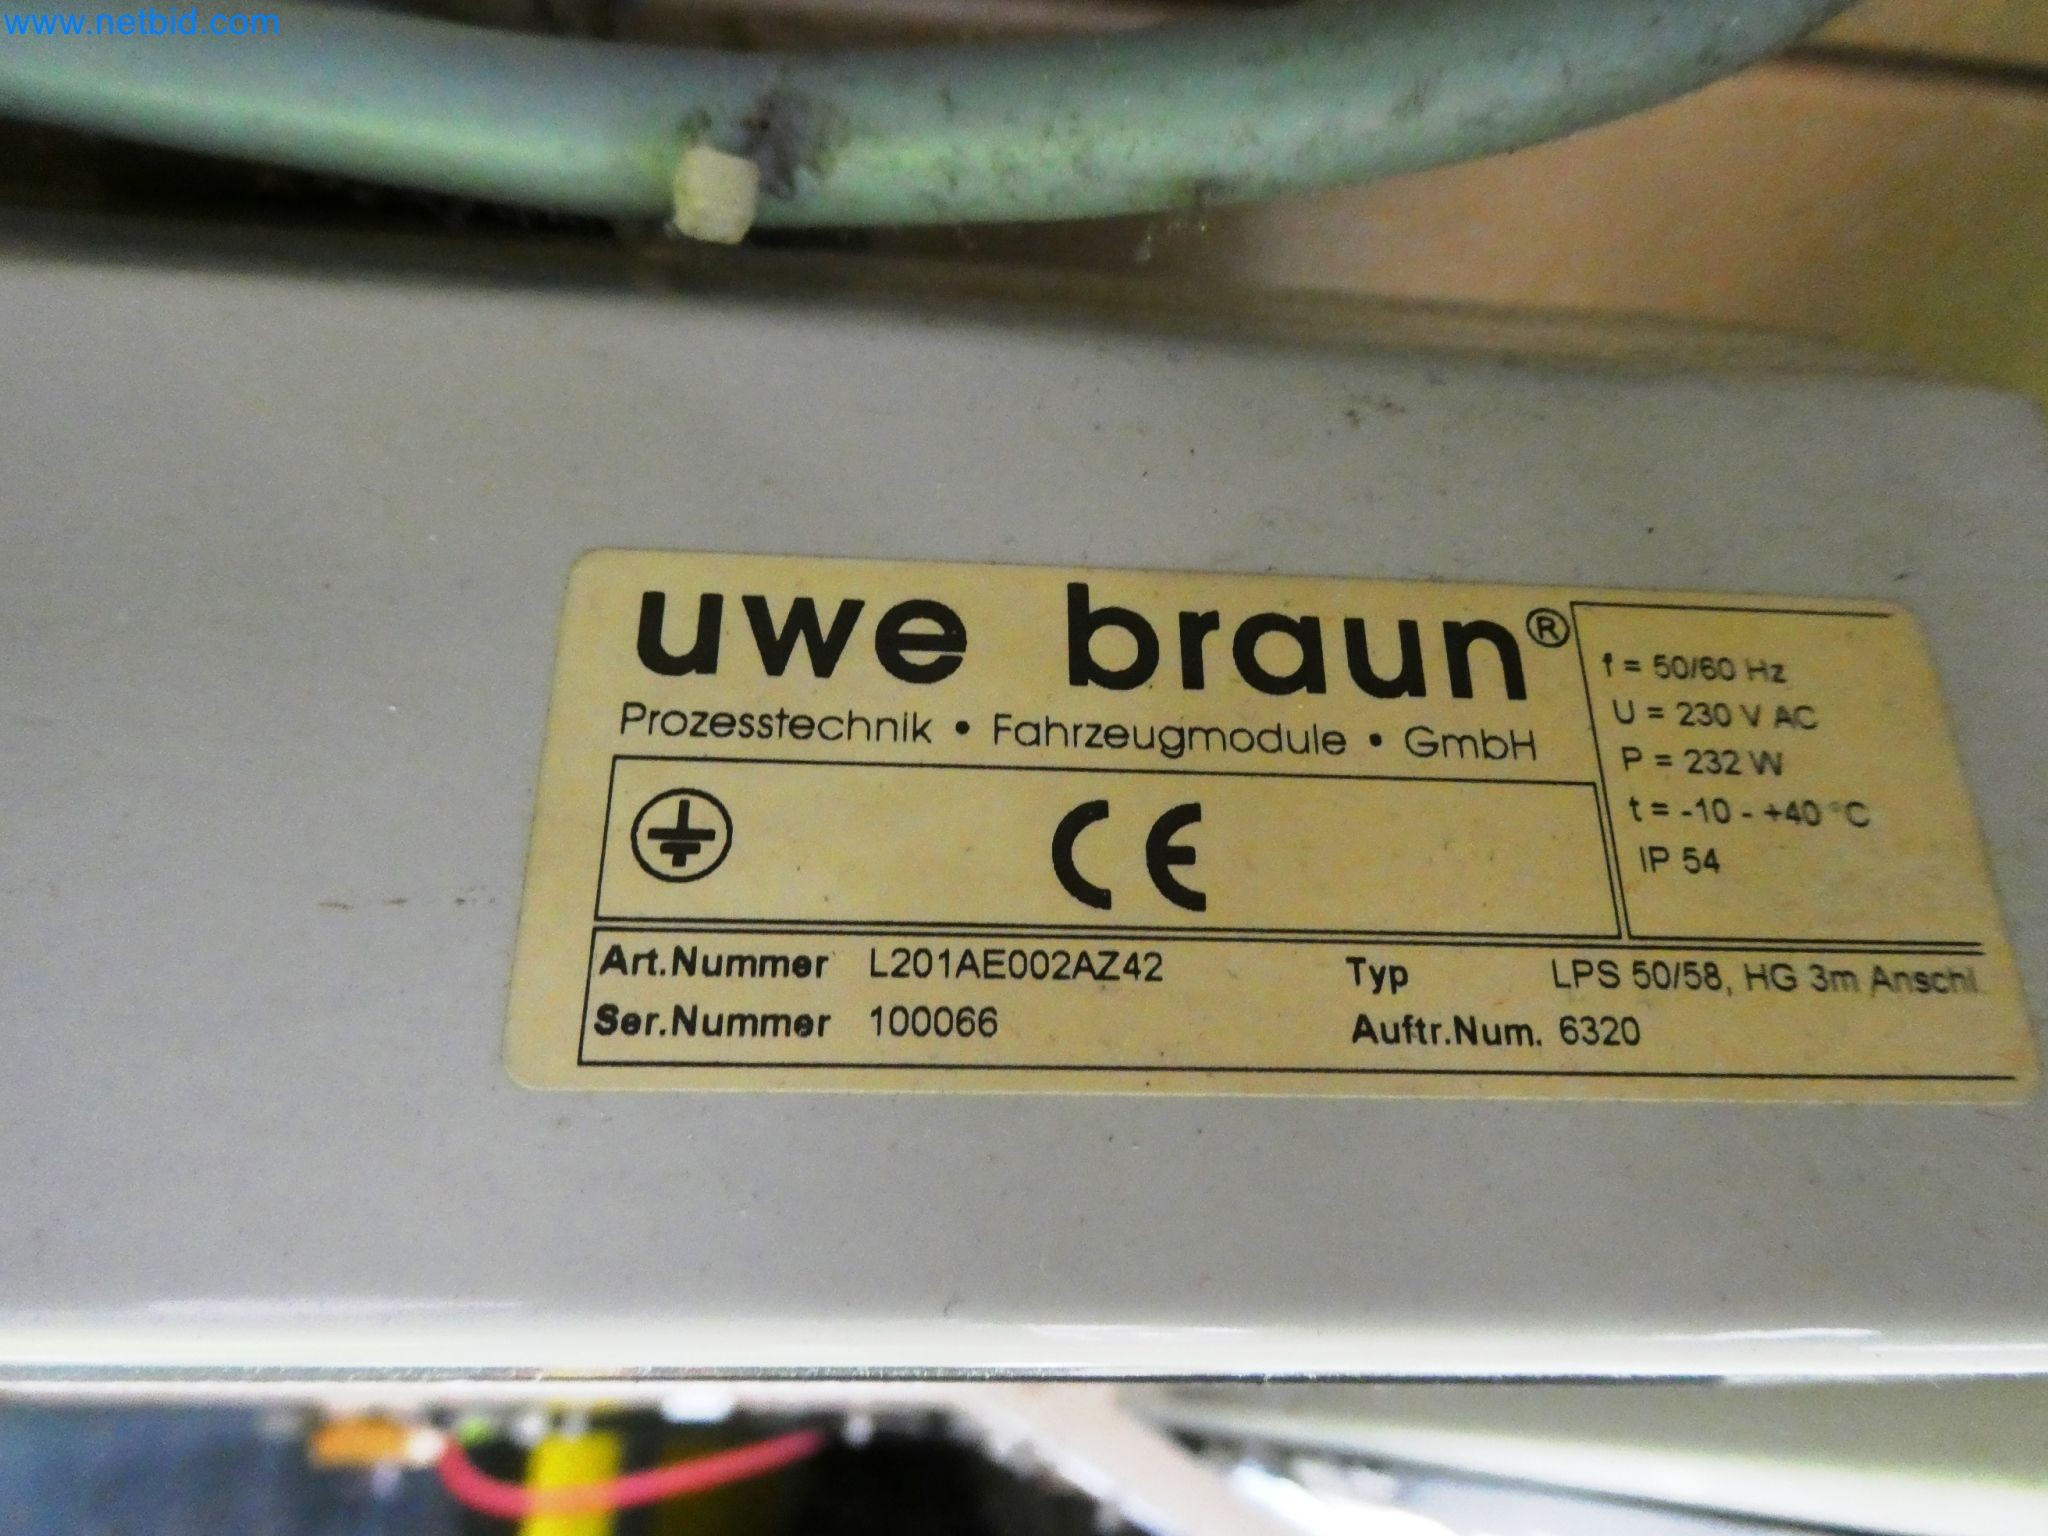 www.netbid.com
uwe braun®
Prozesstechnik • Fahrzeugmodule • GmbH
f = 50/60 Hz
U = 230 V AC
P = 232 W
t = -10 - +40 °C
IP 54
CE
Art.Nummer L201AE002AZ42 Typ LPS 50/58, HG 3m Anschl.
Ser.Nummer 100066 Auftr.Num. 6320